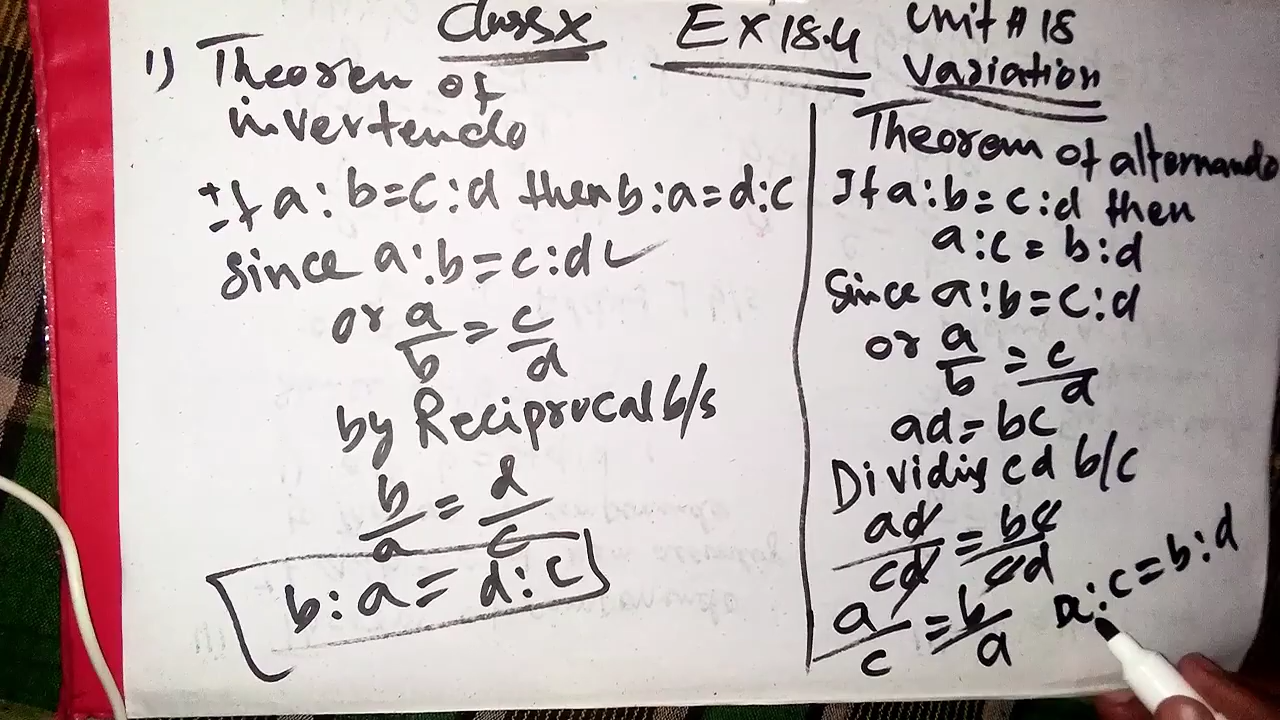 Class X Ex 18.4 Unit # 18
Variation
1) Theorem of
invertendo
If a : b = c : d then b : a = d : c
since a : b = c : d
or a/b = c/d
by Reciprocal b/s
b/a = d/c
b : a = d : c
Theorem of alternando
If a : b = c : d then
a : c = b : d
Since a : b = c : d
or a/b = c/d
ad = bc
Dividing cd b/c
ad/cd = bc/cd
a/c = b/d
a : c = b : d